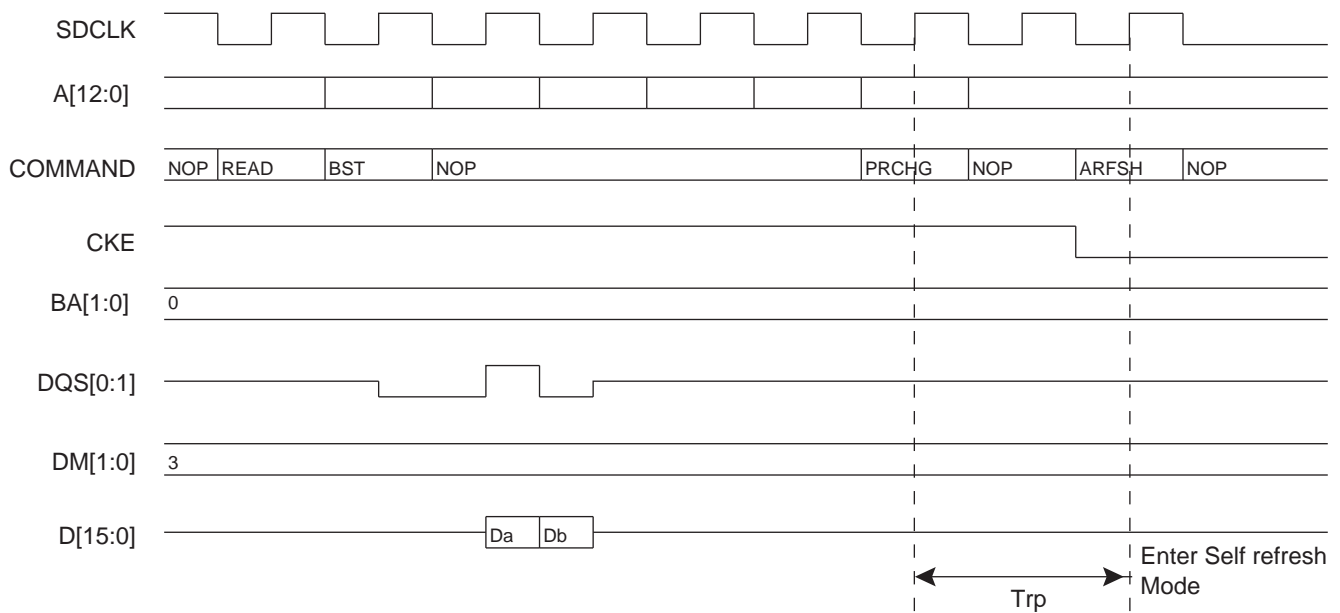 SDCLK
A[12:0]
COMMAND NOP READ BST NOP PRCHG NOP ARFSH NOP
CKE
BA[1:0] 0
DQS[0:1]
DM[1:0] 3
D[15:0] Da Db
Enter Self refresh
Mode
Trp